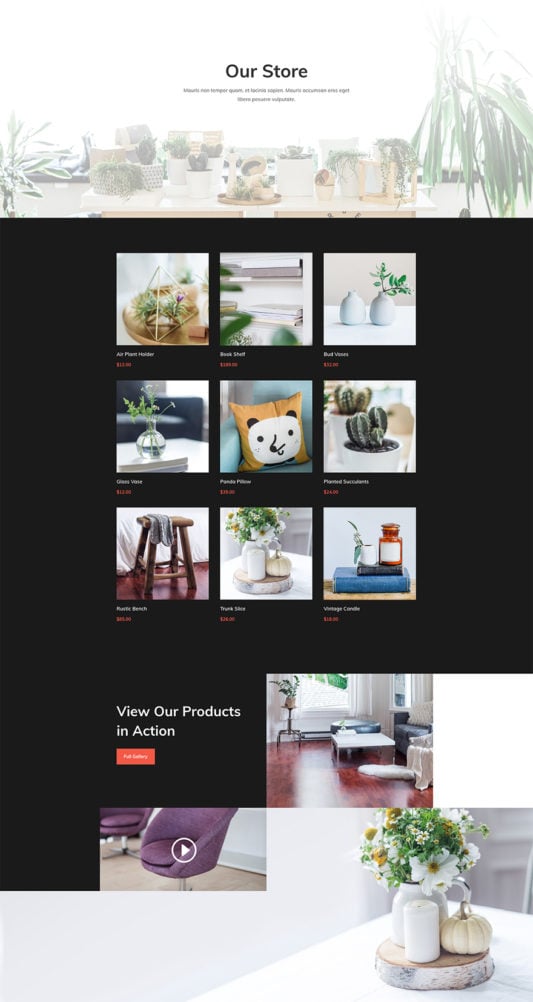 Our Store
Mauris non tempor quam, et lacinia sapien. Mauris accumsan eros eget
libero posuere vulputate.
Air Plant Holder
Book Shelf
Bud Vases
$12.00
$189.00
$32.00
Glass Vase
Panda Pillow
Planted Succulents
$12.00
$39.00
$24.00
Rustic Bench
Trunk Slice
Vintage Candle
$85.00
$26.00
$18.00
View Our Products
in Action
Full Gallery